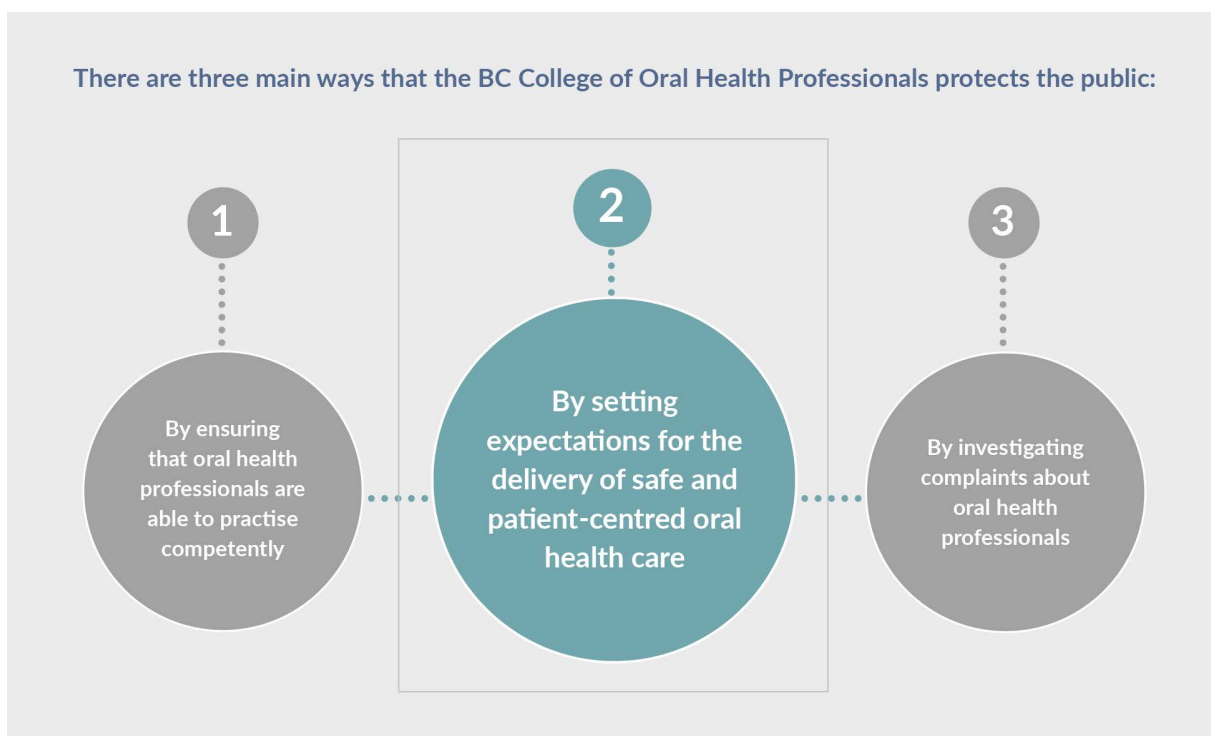 There are three main ways that the BC College of Oral Health Professionals protects the public:
1
By ensuring
that oral health
professionals are
able to practise
competently
2
By setting
expectations for the
delivery of safe and
patient-centred oral
health care
3
By investigating
complaints about
oral health
professionals